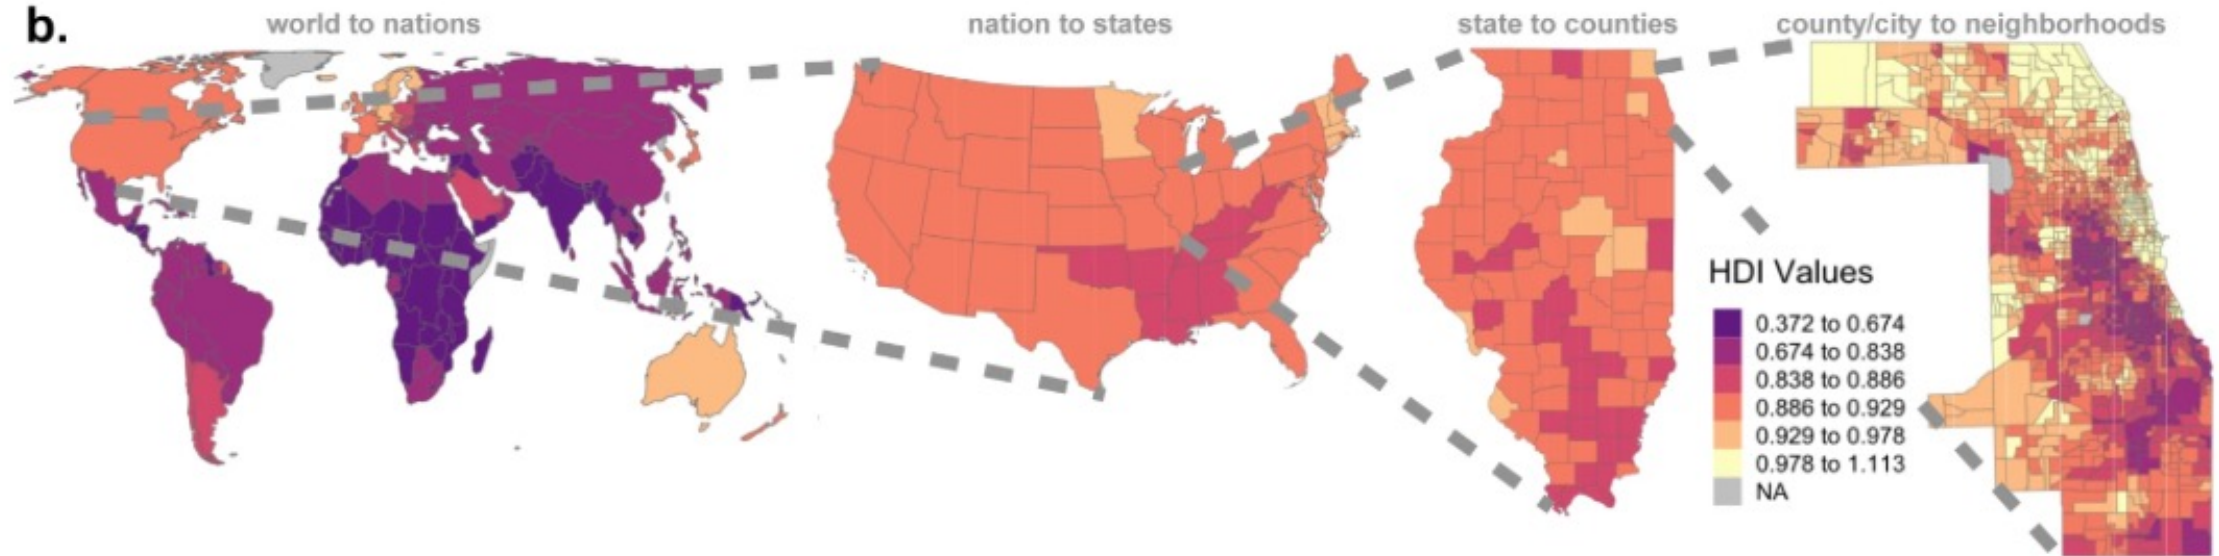 b.
world to nations
nation to states
state to counties
county/city to neighborhoods
HDI Values
0.372 to 0.674
0.674 to 0.838
0.838 to 0.886
0.886 to 0.929
0.929 to 0.978
0.978 to 1.113
NA